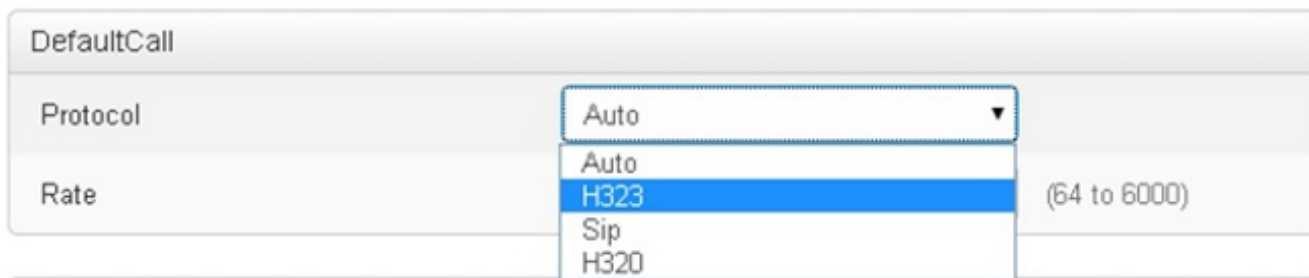 DefaultCall
Protocol Auto
Auto
Rate H323 (64 to 6000)
Sip
H320